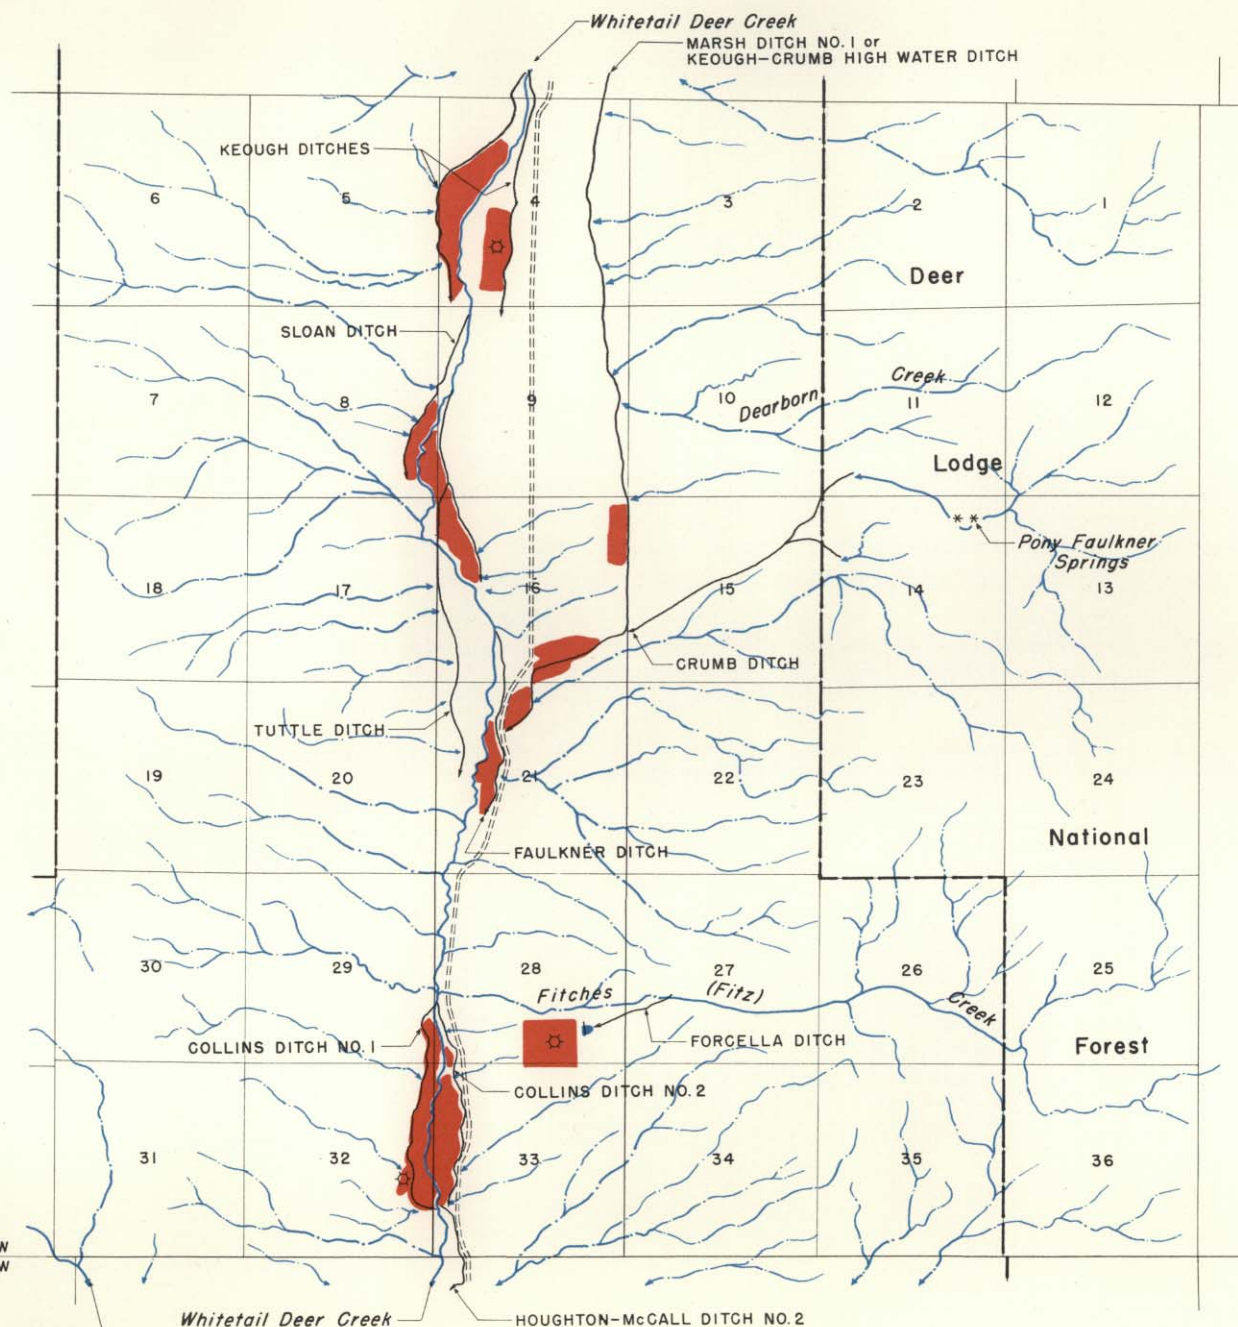 Whitetail Deer Creek
MARSH DITCH NO. 1 or
KEOUGH-CRUMB HIGH WATER DITCH
KEOUGH DITCHES
6
5
4
3
2
1
Deer
SLOAN DITCH
7
8
9
10
Dearborn
Creek
11
12
Lodge
Pony Faulkner
Springs
18
17
16
15
14
13
CRUMB DITCH
TUTTLE DITCH
19
20
21
22
23
24
FAULKNER DITCH
National
30
29
28
27
26
25
Fitches
(Fitz)
Creek
COLLINS DITCH NO. 1
FORCELLA DITCH
Forest
COLLINS DITCH NO. 2
31
32
33
34
35
36
W
W
Whitetail Deer Creek
HOUGHTON-McCALL DITCH NO. 2